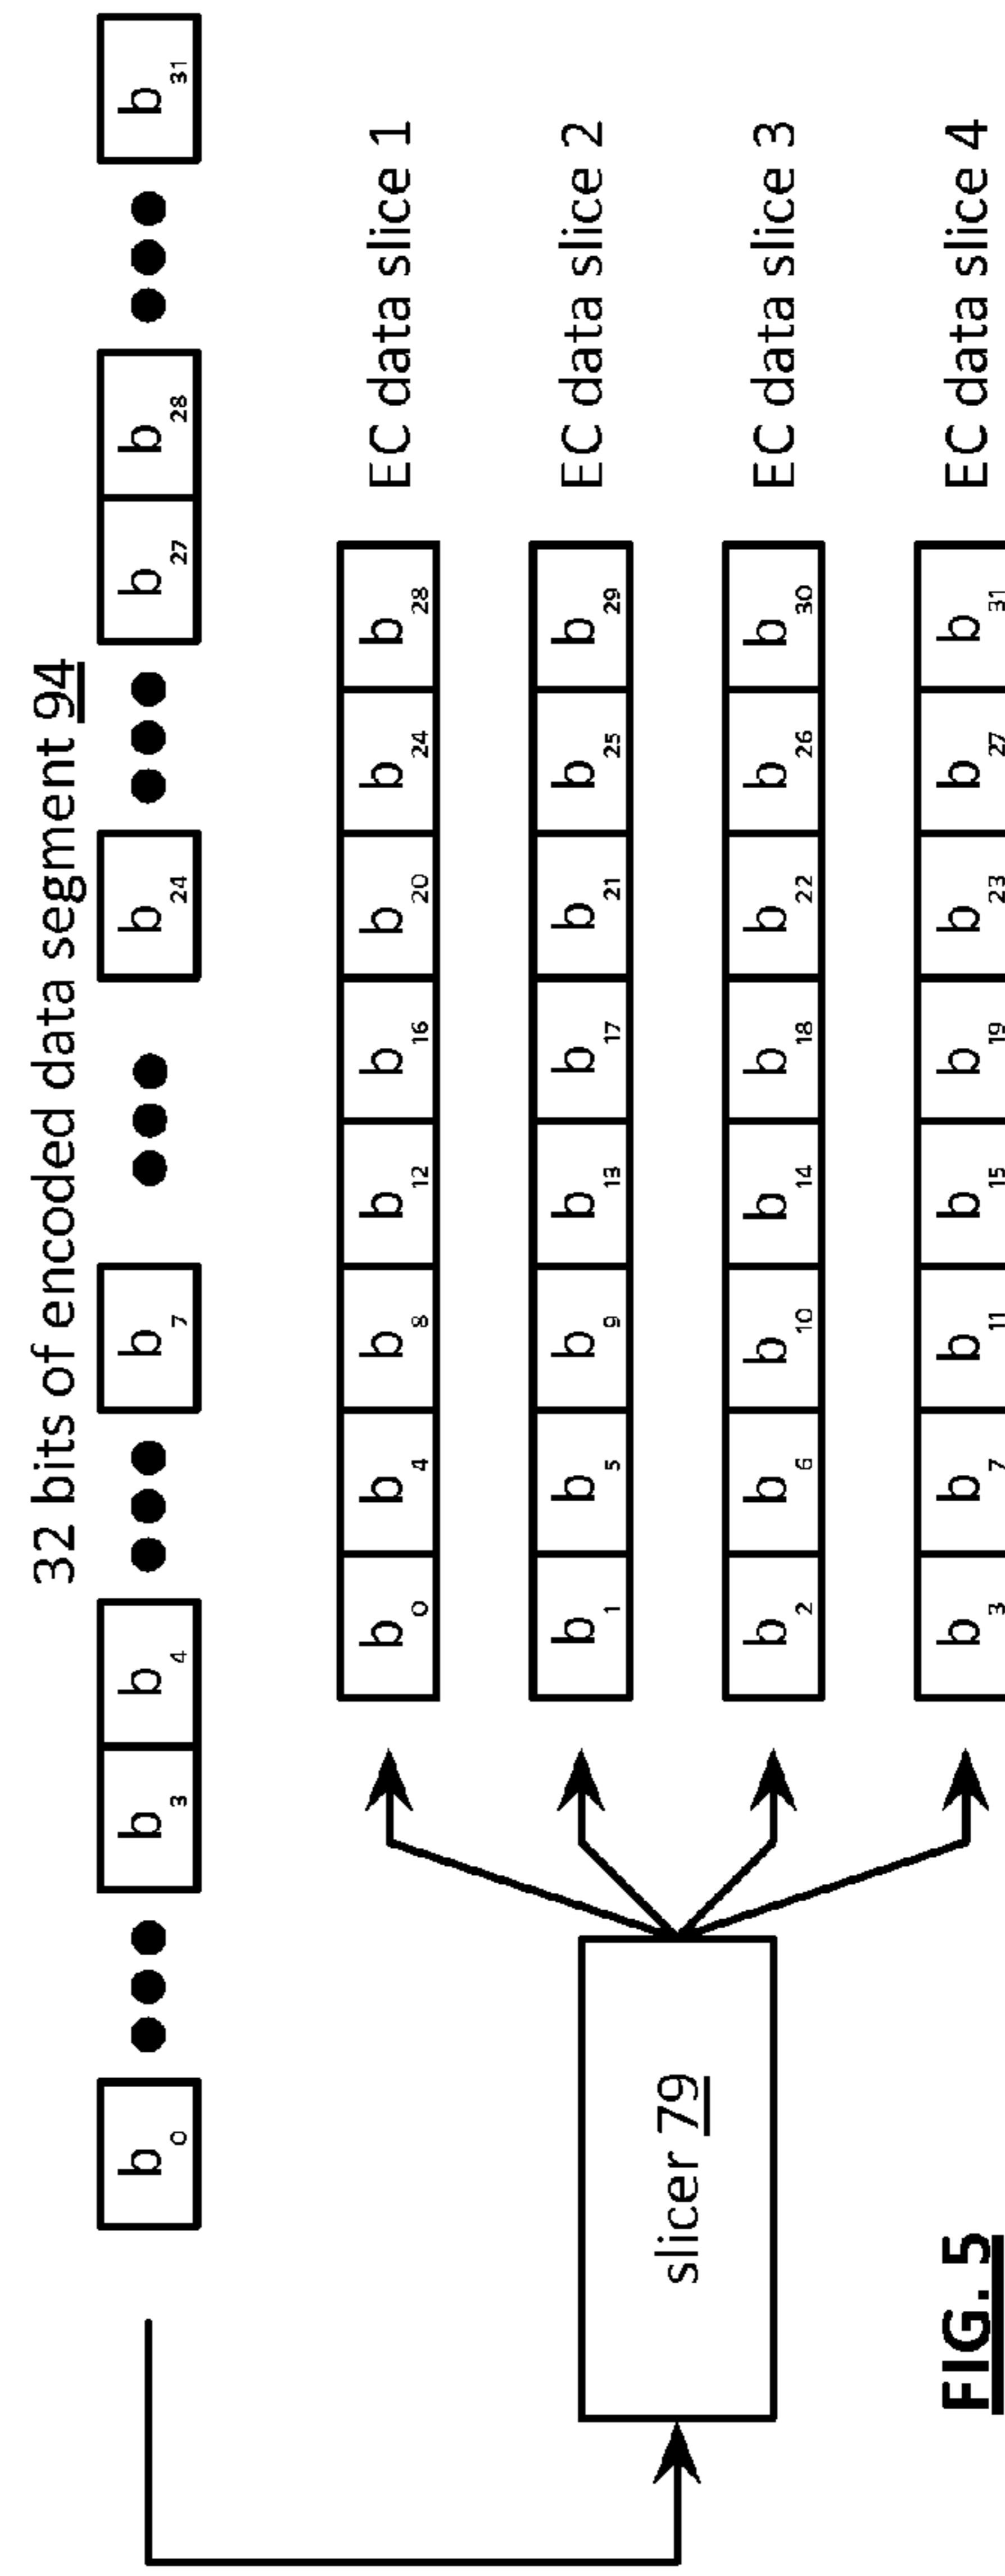 32 bits of encoded data segment 94
b0 b3 b4 b7 b24 b27 b28 b31
b0 b4 b8 b12 b16 b20 b24 b28 EC data slice 1
b1 b5 b9 b13 b17 b21 b25 b29 EC data slice 2
slicer 79
b2 b6 b10 b14 b18 b22 b26 b30 EC data slice 3
b3 b7 b11 b15 b19 b23 b27 b31 EC data slice 4
FIG. 5